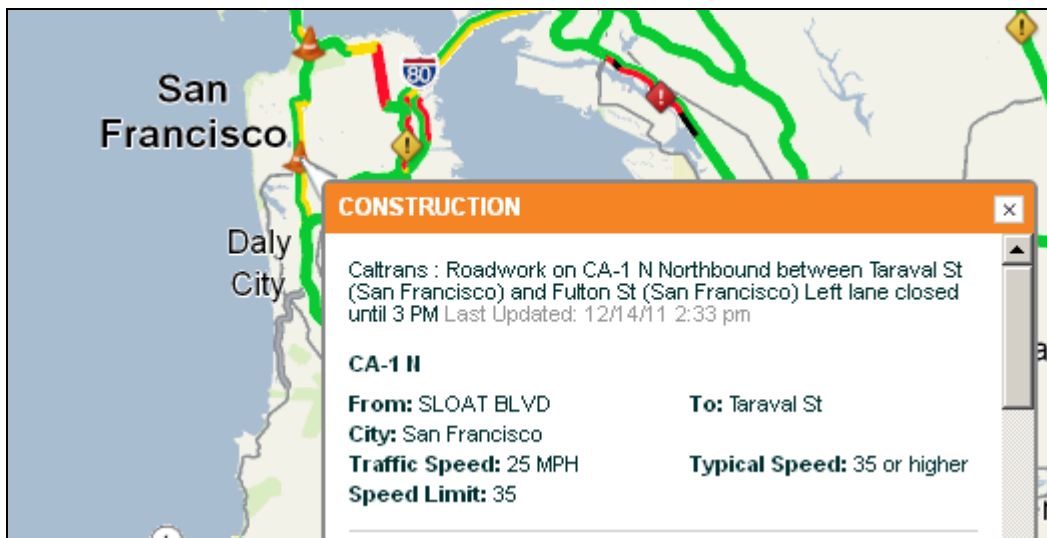 80
San
Francisco
Daly
City
CONSTRUCTION
Caltrans : Roadwork on CA-1 N Northbound between Taraval St
(San Francisco) and Fulton St (San Francisco) Left lane closed
until 3 PM Last Updated: 12/14/11 2:33 pm
CA-1 N
From: SLOAT BLVD To: Taraval St
City: San Francisco
Traffic Speed: 25 MPH Typical Speed: 35 or higher
Speed Limit: 35